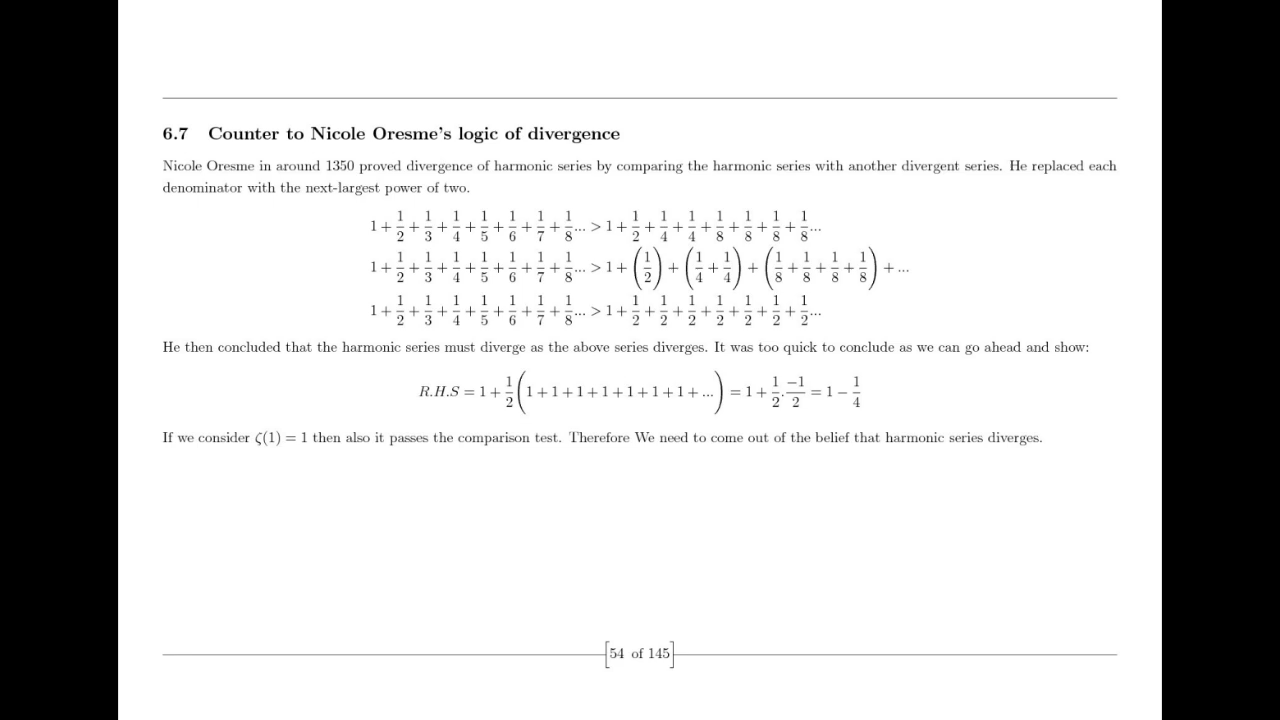 6.7 Counter to Nicole Oresme's logic of divergence
Nicole Oresme in around 1350 proved divergence of harmonic series by comparing the harmonic series with another divergent series. He replaced each
denominator with the next-largest power of two.
1 + 1/2 + 1/3 + 1/4 + 1/5 + 1/6 + 1/7 + 1/8... > 1 + 1/2 + 1/4 + 1/4 + 1/8 + 1/8 + 1/8 + 1/8...
1 + 1/2 + 1/3 + 1/4 + 1/5 + 1/6 + 1/7 + 1/8... > 1 + (1/2) + (1/4 + 1/4) + (1/8 + 1/8 + 1/8 + 1/8) + ...
1 + 1/2 + 1/3 + 1/4 + 1/5 + 1/6 + 1/7 + 1/8... > 1 + 1/2 + 1/2 + 1/2 + 1/2 + 1/2 + 1/2 + 1/2...
He then concluded that the harmonic series must diverge as the above series diverges. It was too quick to conclude as we can go ahead and show:
R.H.S = 1 + 1/2(1 + 1 + 1 + 1 + 1 + 1 + 1 + ...) = 1 + 1/2 . -1/2 = 1 - 1/4
If we consider ζ(1) = 1 then also it passes the comparison test. Therefore We need to come out of the belief that harmonic series diverges.
[54 of 145]